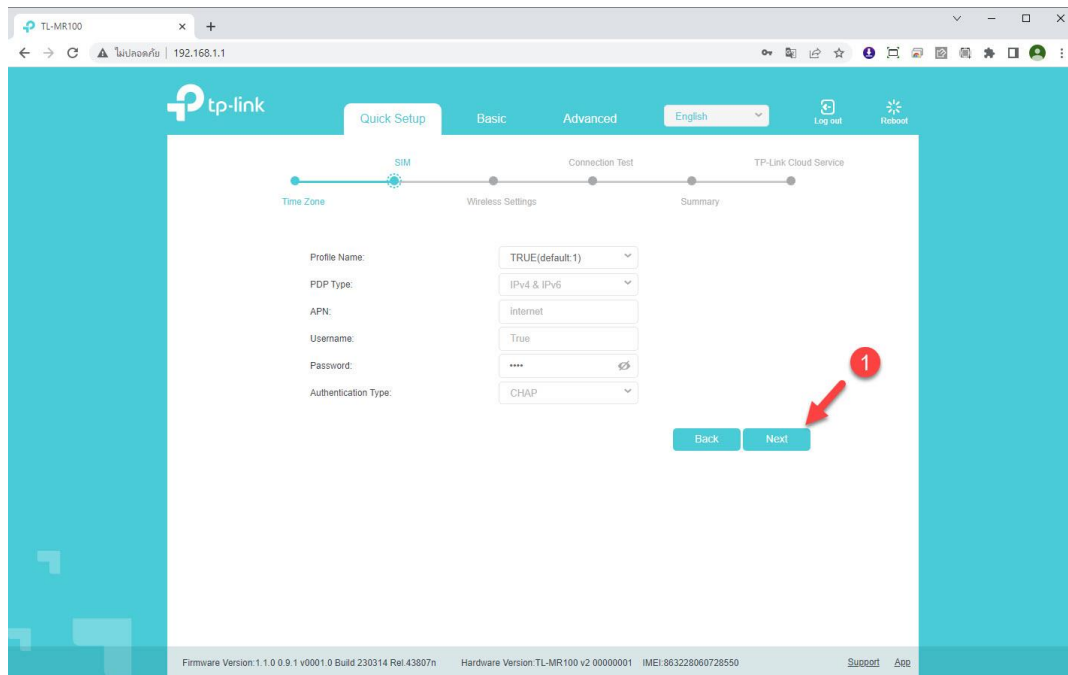 TL-MR100
ไม่ปลอดภัย | 192.168.1.1
tp-link
Quick Setup
Basic
Advanced
English
Log out
Reboot
SIM
Connection Test
TP-Link Cloud Service
Time Zone
Wireless Settings
Summary
Profile Name: TRUE(default:1)
PDP Type: IPv4 & IPv6
APN: internet
Username: True
Password: ••••
Authentication Type: CHAP
1
Back
Next
Firmware Version:1.1.0 0.9.1 v0001.0 Build 230314 Rel.43807n Hardware Version:TL-MR100 v2 00000001 IMEI:863228060728550 Support App